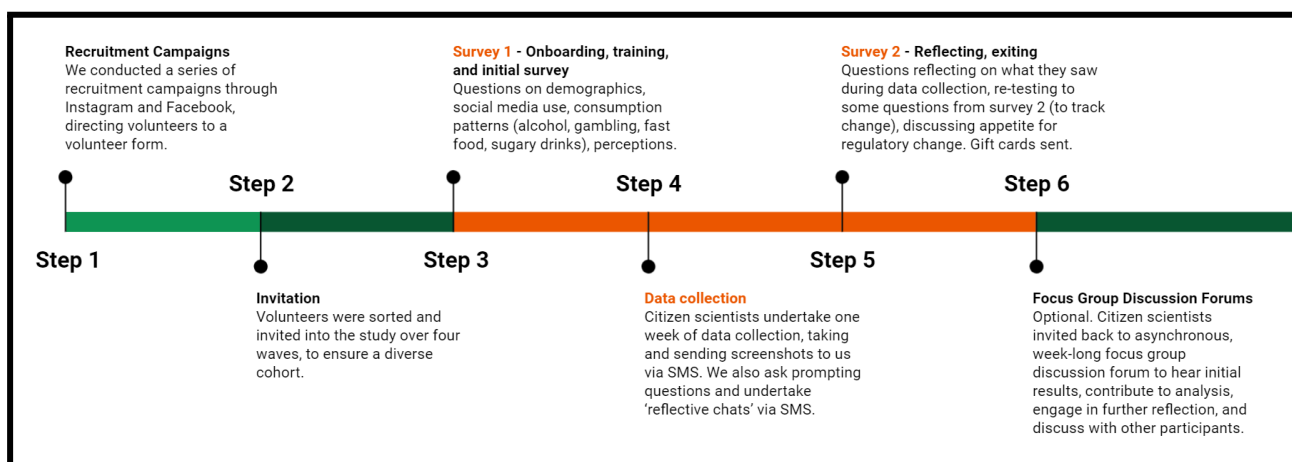 Recruitment Campaigns
We conducted a series of
recruitment campaigns through
Instagram and Facebook,
directing volunteers to a
volunteer form.
Step 1
Step 2
Invitation
Volunteers were sorted and
invited into the study over four
waves, to ensure a diverse
cohort.
Survey 1 - Onboarding, training,
and initial survey
Questions on demographics,
social media use, consumption
patterns (alcohol, gambling, fast
food, sugary drinks), perceptions.
Step 3
Step 4
Data collection
Citizen scientists undertake one
week of data collection, taking
and sending screenshots to us
via SMS. We also ask prompting
questions and undertake
‘reflective chats’ via SMS.
Survey 2 - Reflecting, exiting
Questions reflecting on what they saw
during data collection, re-testing to
some questions from survey 2 (to track
change), discussing appetite for
regulatory change. Gift cards sent.
Step 5
Step 6
Focus Group Discussion Forums
Optional. Citizen scientists
invited back to asynchronous,
week-long focus group
discussion forum to hear initial
results, contribute to analysis,
engage in further reflection, and
discuss with other participants.